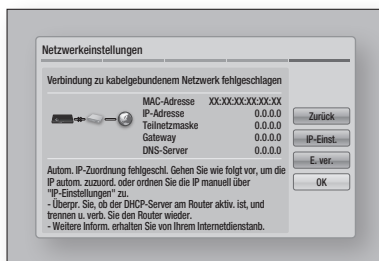 Netzwerkeinstellungen
Verbindung zu kabelgebundenem Netzwerk fehlgeschlagen
MAC-Adresse XX:XX:XX:XX:XX:XX
IP-Adresse 0.0.0.0
Teilnetzmaske 0.0.0.0
Gateway 0.0.0.0
DNS-Server 0.0.0.0
Autom. IP-Zuordnung fehlgeschl. Gehen Sie wie folgt vor, um die
IP autom. zuzuord. oder ordnen Sie die IP manuell über
"IP-Einstellungen" zu.
- Überpr. Sie, ob der DHCP-Server am Router aktiv. ist, und
trennen u. verb. Sie den Router wieder.
- Weitere Inform. erhalten Sie von Ihrem Internetdienstanb.
Zurück
IP-Einst.
E. ver.
OK